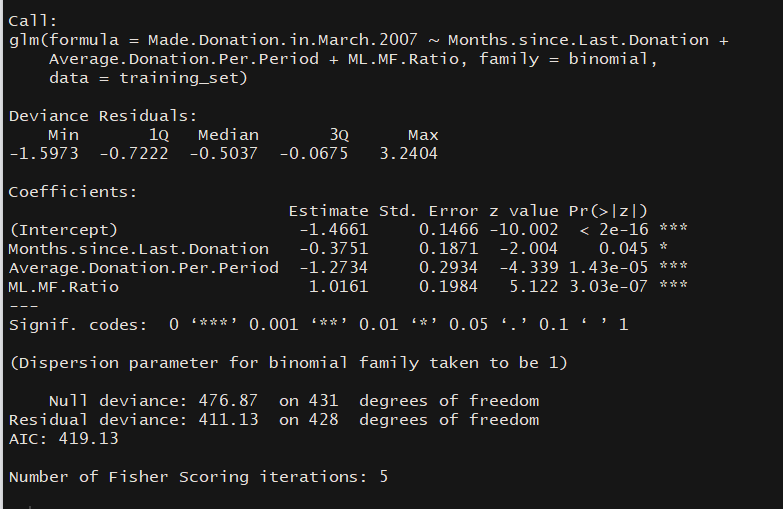 Call:
glm(formula = Made.Donation.in.March.2007 ~ Months.since.Last.Donation +
    Average.Donation.Per.Period + ML.MF.Ratio, family = binomial,
    data = training_set)
Deviance Residuals:
    Min       1Q   Median       3Q      Max
-1.5973  -0.7222  -0.5037  -0.0675   3.2404
Coefficients:
                            Estimate Std. Error z value Pr(>|z|)
(Intercept)                  -1.4661     0.1466 -10.002  < 2e-16 ***
Months.since.Last.Donation   -0.3751     0.1871  -2.004    0.045 *
Average.Donation.Per.Period  -1.2734     0.2934  -4.339 1.43e-05 ***
ML.MF.Ratio                   1.0161     0.1984   5.122 3.03e-07 ***
---
Signif. codes:  0 ‘***’ 0.001 ‘**’ 0.01 ‘*’ 0.05 ‘.’ 0.1 ‘ ’ 1
(Dispersion parameter for binomial family taken to be 1)
    Null deviance: 476.87  on 431  degrees of freedom
Residual deviance: 411.13  on 428  degrees of freedom
AIC: 419.13
Number of Fisher Scoring iterations: 5